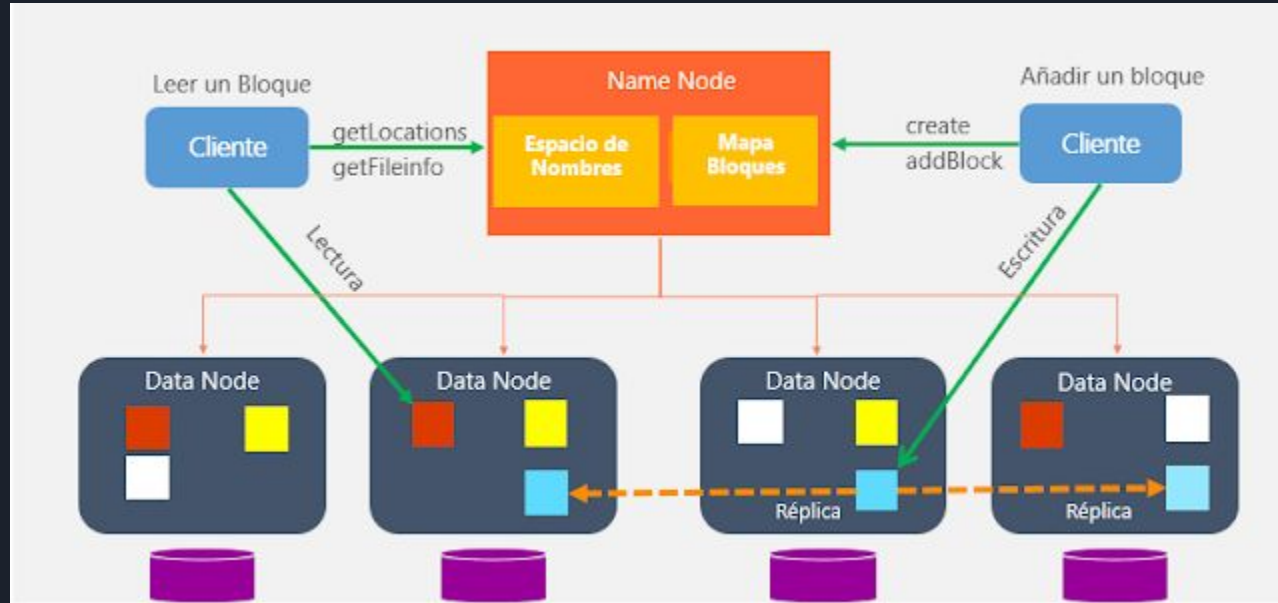 Leer un Bloque
Cliente
getLocations
getFileinfo
Name Node
Espacio de
Nombres
Mapa
Bloques
Añadir un bloque
create
addBlock
Cliente
Lectura
Escritura
Data Node
Data Node
Data Node
Réplica
Data Node
Réplica